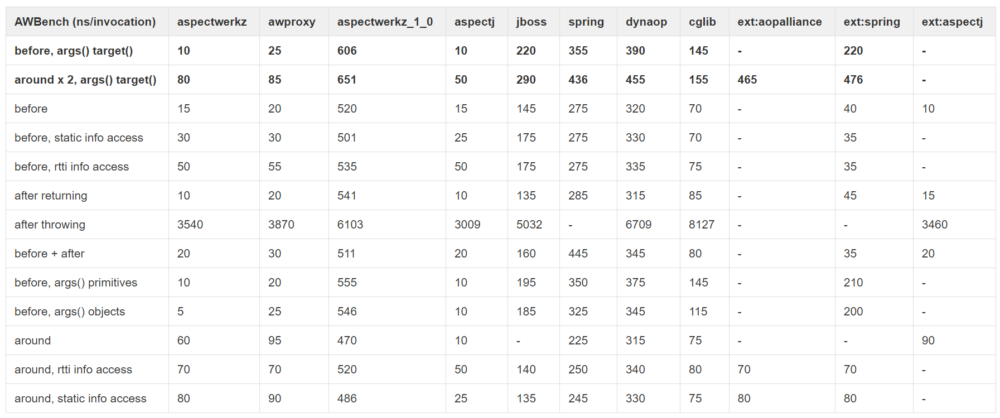 AWBench (ns/invocation) aspectwerkz awproxy aspectwerkz_1_0 aspectj jboss spring dynaop cglib ext:aopalliance ext:spring ext:aspectj
before, args() target() 10 25 606 10 220 355 390 145 - 220 -
around x 2, args() target() 80 85 651 50 290 436 455 155 465 476 -
before 15 20 520 15 145 275 320 70 - 40 10
before, static info access 30 30 501 25 175 275 330 70 - 35 -
before, rtti info access 50 55 535 50 175 275 335 75 - 35 -
after returning 10 20 541 10 135 285 315 85 - 45 15
after throwing 3540 3870 6103 3009 5032 - 6709 8127 - - 3460
before + after 20 30 511 20 160 445 345 80 - 35 20
before, args() primitives 10 20 555 10 195 350 375 145 - 210 -
before, args() objects 5 25 546 10 185 325 345 115 - 200 -
around 60 95 470 10 - 225 315 75 - - 90
around, rtti info access 70 70 520 50 140 250 340 80 70 70 -
around, static info access 80 90 486 25 135 245 330 75 80 80 -